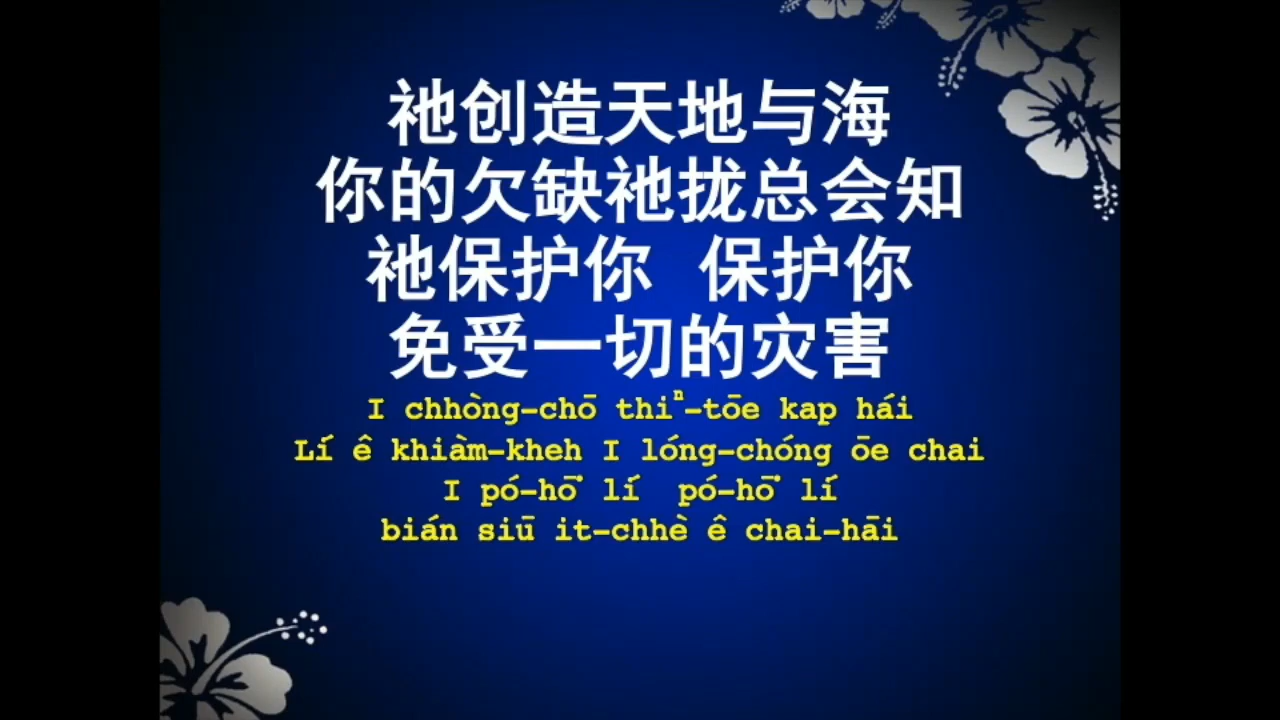 祂创造天地与海
你的欠缺祂拢总会知
祂保护你 保护你
免受一切的灾害
I chhòng-chō thiⁿ-tōe kap hái
Lí ê khiàm-kheh I lóng-chóng ōe chai
I pó-hō͘ lí pó-hō͘ lí
bián siū it-chhè ê chai-hāi